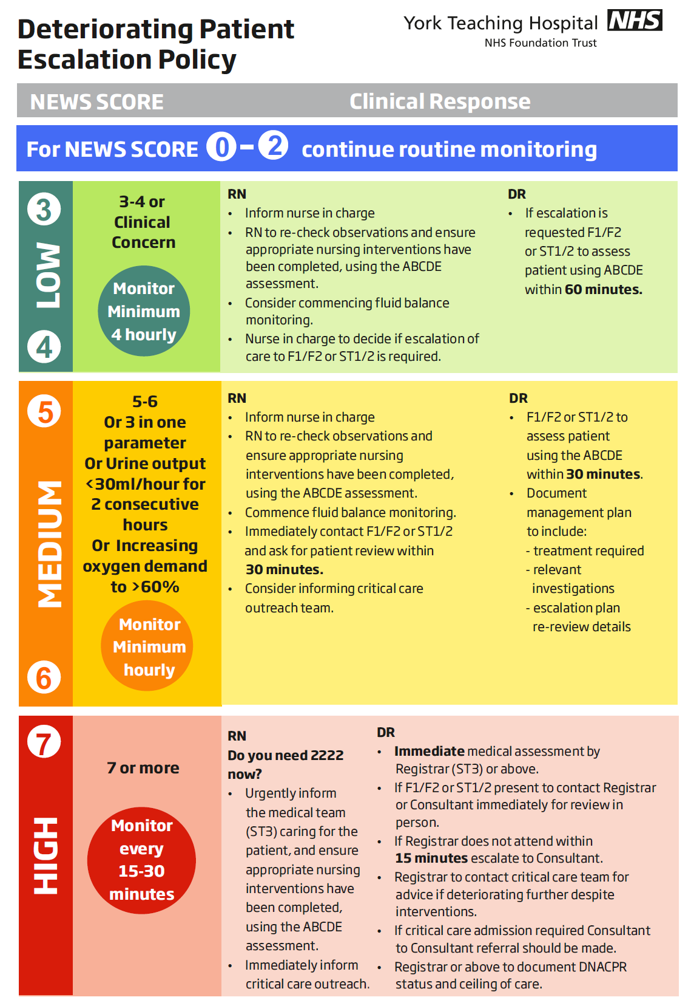 Deteriorating Patient
Escalation Policy
York Teaching Hospital NHS
NHS Foundation Trust
NEWS SCORE Clinical Response
For NEWS SCORE 0 – 2 continue routine monitoring
3
LOW
4
3-4 or
Clinical
Concern
Monitor
Minimum
4 hourly
RN
• Inform nurse in charge
• RN to re-check observations and ensure
appropriate nursing interventions have
been completed, using the ABCDE
assessment.
• Consider commencing fluid balance
monitoring.
• Nurse in charge to decide if escalation of
care to F1/F2 or ST1/2 is required.
DR
• If escalation is
requested F1/F2
or ST1/2 to assess
patient using ABCDE
within 60 minutes.
5
MEDIUM
6
5-6
Or 3 in one
parameter
Or Urine output
<30ml/hour for
2 consecutive
hours
Or Increasing
oxygen demand
to >60%
Monitor
Minimum
hourly
RN
• Inform nurse in charge
• RN to re-check observations and
ensure appropriate nursing
interventions have been completed,
using the ABCDE assessment.
• Commence fluid balance monitoring.
• Immediately contact F1/F2 or ST1/2
and ask for patient review within
30 minutes.
• Consider informing critical care
outreach team.
DR
• F1/F2 or ST1/2 to
assess patient
using the ABCDE
within 30 minutes.
• Document
management plan
to include:
- treatment required
- relevant
investigations
- escalation plan
re-review details
7
HIGH
7 or more
Monitor
every
15-30
minutes
RN
Do you need 2222
now?
• Urgently inform
the medical team
(ST3) caring for the
patient, and ensure
appropriate nursing
interventions have
been completed,
using the ABCDE
assessment.
• Immediately inform
critical care outreach.
DR
• Immediate medical assessment by
Registrar (ST3) or above.
• If F1/F2 or ST1/2 present to contact Registrar
or Consultant immediately for review in
person.
• If Registrar does not attend within
15 minutes escalate to Consultant.
• Registrar to contact critical care team for
advice if deteriorating further despite
interventions.
• If critical care admission required Consultant
to Consultant referral should be made.
• Registrar or above to document DNACPR
status and ceiling of care.